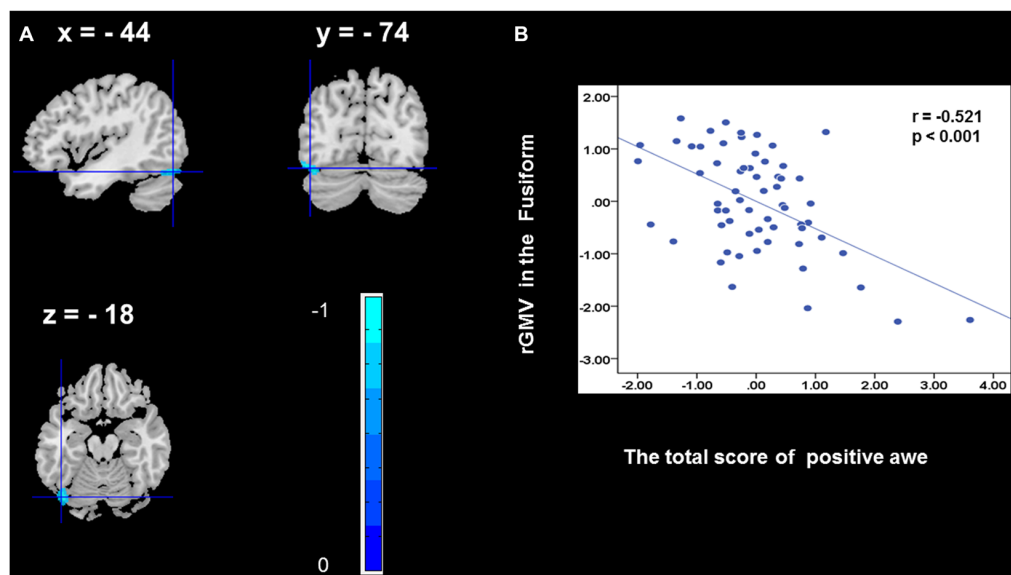 A
x = - 44
y = - 74
z = - 18
-1
0
B
rGMV in the Fusiform
2.00
1.00
.00
-1.00
-2.00
-3.00
r = -0.521
p < 0.001
-2.00 -1.00 .00 1.00 2.00 3.00 4.00
The total score of positive awe